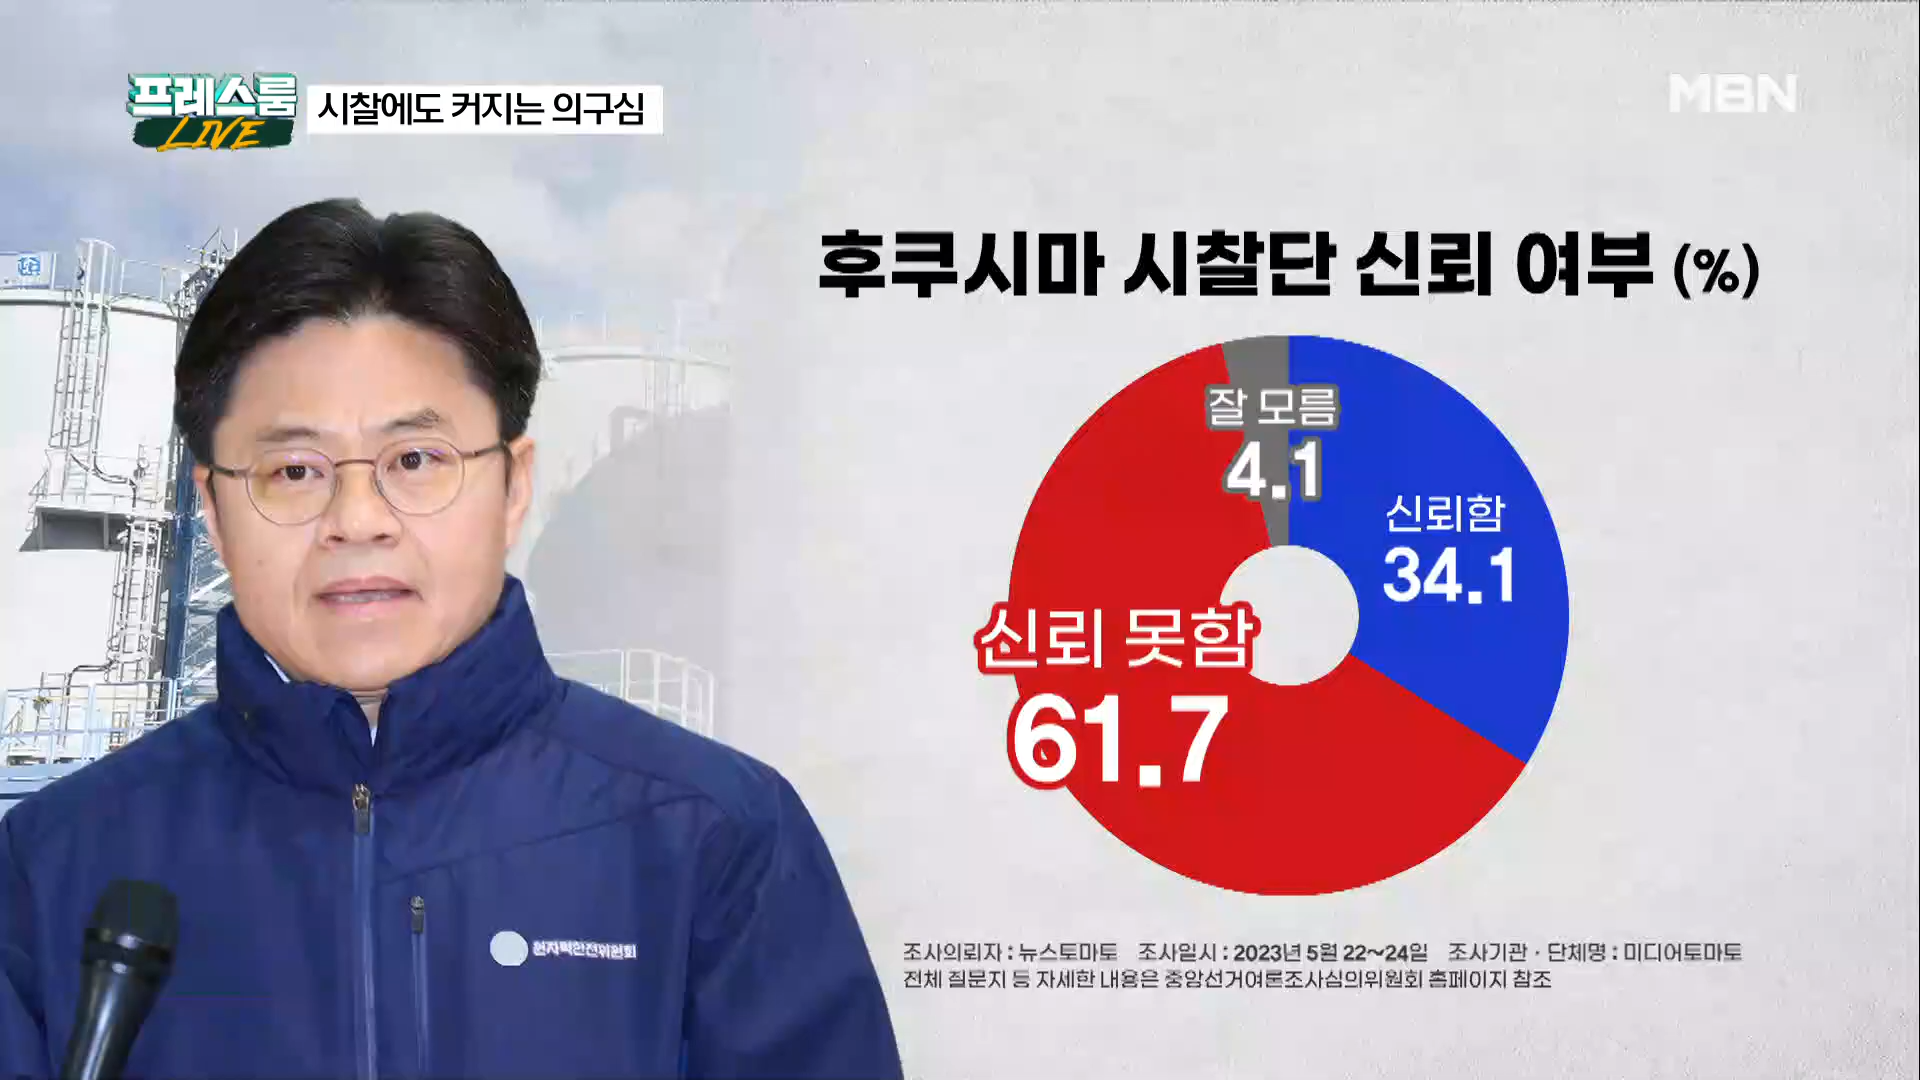 프레스룸
LIVE
시찰에도 커지는 의구심
MBN
후쿠시마 시찰단 신뢰 여부 (%)
잘 모름
4.1
신뢰함
34.1
신뢰 못함
61.7
원자력안전위원회
조사의뢰자 : 뉴스토마토 조사일시 : 2023년 5월 22~24일 조사기관 · 단체명 : 미디어토마토
전체 질문지 등 자세한 내용은 중앙선거여론조사심의위원회 홈페이지 참조